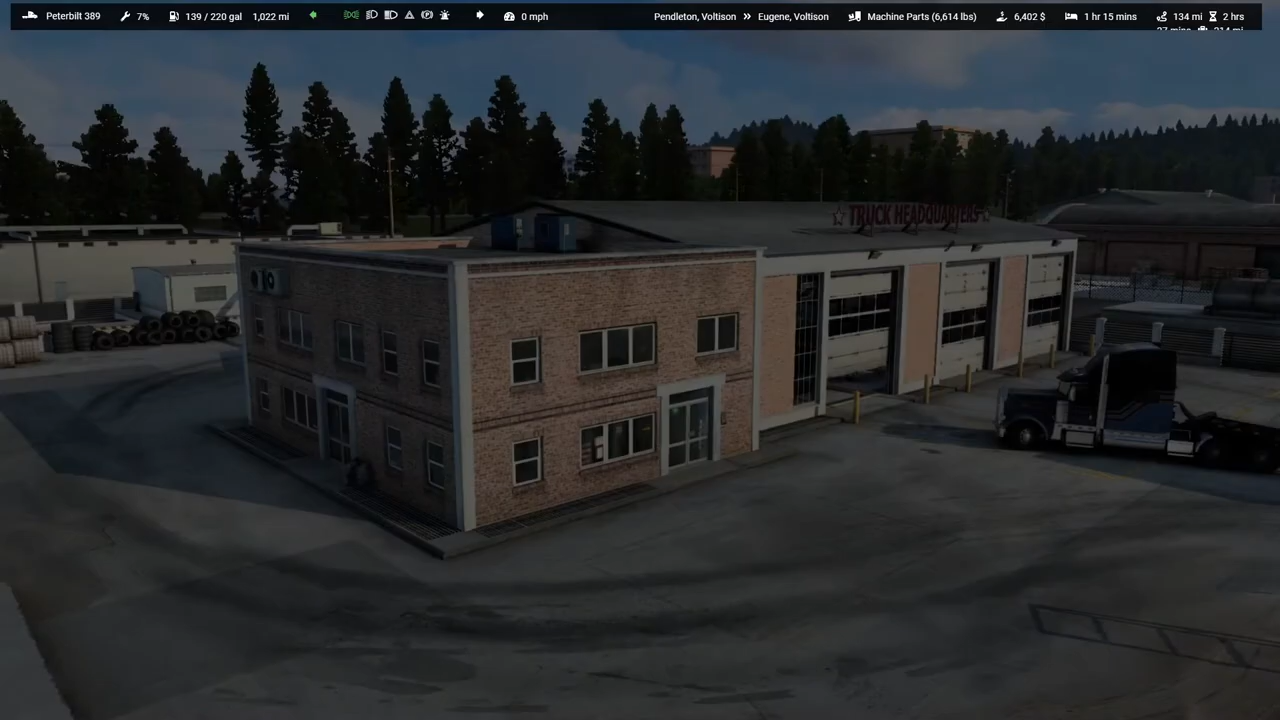 Peterbilt 389 7% 139 / 220 gal 1,022 mi 0 mph Pendleton, Voltison » Eugene, Voltison Machine Parts (6,614 lbs) 6,402 $ 1 hr 15 mins 134 mi 2 hrs
TRUCK HEADQUARTERS